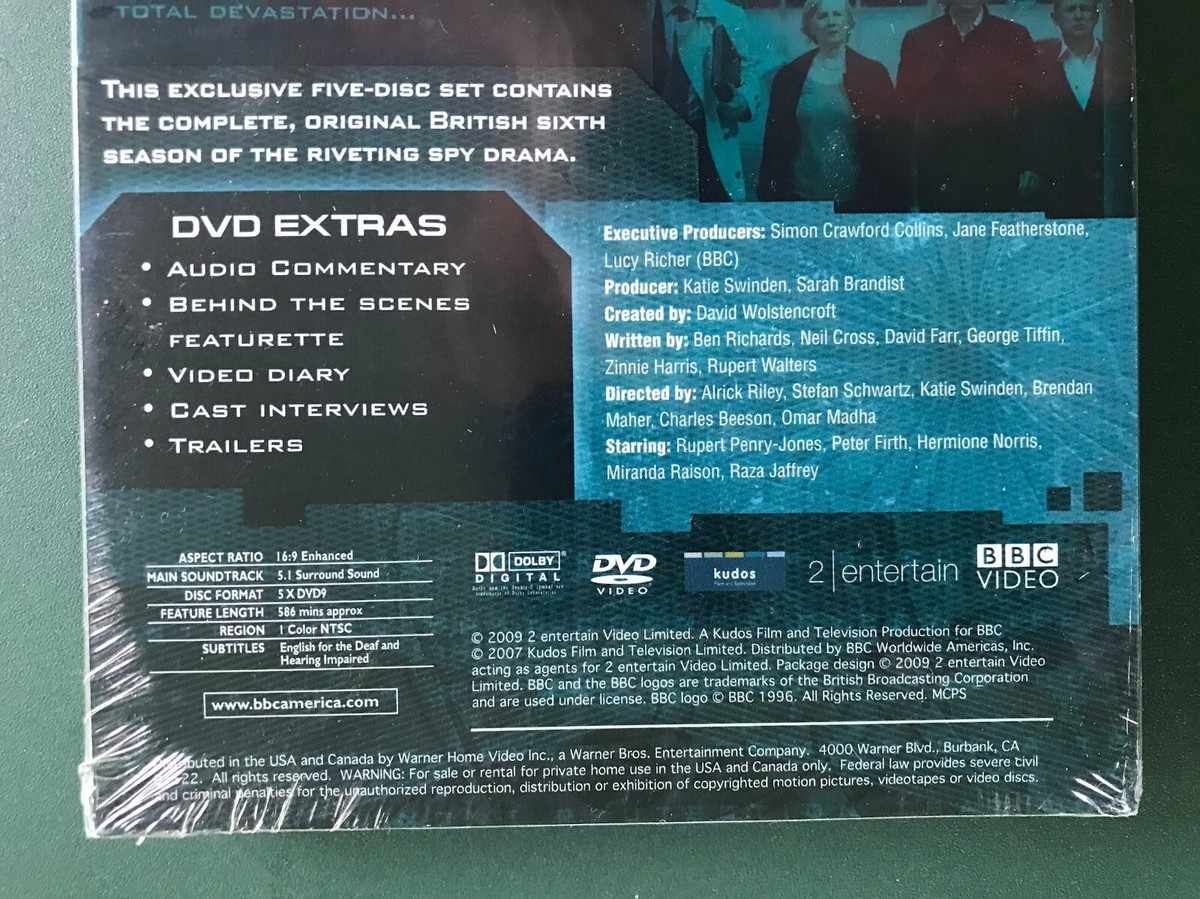 TOTAL DEVASTATION...
THIS EXCLUSIVE FIVE-DISC SET CONTAINS
THE COMPLETE, ORIGINAL BRITISH SIXTH
SEASON OF THE RIVETING SPY DRAMA.
DVD EXTRAS
• AUDIO COMMENTARY
• BEHIND THE SCENES
FEATURETTE
• VIDEO DIARY
• CAST INTERVIEWS
• TRAILERS
Executive Producers: Simon Crawford Collins, Jane Featherstone,
Lucy Richer (BBC)
Producer: Katie Swinden, Sarah Brandist
Created by: David Wolstencroft
Written by: Ben Richards, Neil Cross, David Farr, George Tiffin,
Zinnie Harris, Rupert Walters
Directed by: Alrick Riley, Stefan Schwartz, Katie Swinden, Brendan
Maher, Charles Beeson, Omar Madha
Starring: Rupert Penry-Jones, Peter Firth, Hermione Norris,
Miranda Raison, Raza Jaffrey
ASPECT RATIO 16:9 Enhanced
MAIN SOUNDTRACK 5.1 Surround Sound
DISC FORMAT 5 X DVD9
FEATURE LENGTH 586 mins approx
REGION 1 Color NTSC
SUBTITLES English for the Deaf and
Hearing Impaired
www.bbcamerica.com
DOLBY
DIGITAL
DVD
VIDEO
kudos
Film and Television
2 | entertain
BBC
VIDEO
© 2009 2 entertain Video Limited. A Kudos Film and Television Production for BBC
© 2007 Kudos Film and Television Limited. Distributed by BBC Worldwide Americas, Inc.
acting as agents for 2 entertain Video Limited. Package design © 2009 2 entertain Video
Limited. BBC and the BBC logos are trademarks of the British Broadcasting Corporation
and are used under license. BBC logo © BBC 1996. All Rights Reserved. MCPS
in the USA and Canada by Warner Home Video Inc., a Warner Bros. Entertainment Company. 4000 Warner Blvd., Burbank, CA
22. All rights reserved. WARNING: For sale or rental for private home use in the USA and Canada only. Federal law provides severe civil
and criminal penalties for the unauthorized reproduction, distribution or exhibition of copyrighted motion pictures, videotapes or video discs.